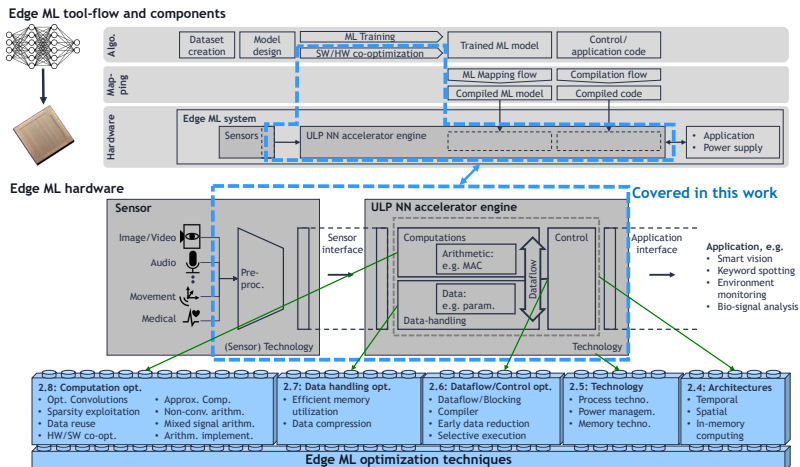 Edge ML tool-flow and components
Algo.
Dataset
creation
Model
design
ML Training
SW/HW co-optimization
Trained ML model
Control/
application code
Map-
ping
ML Mapping flow
Compilation flow
Compiled ML model
Compiled code
Hardware
Edge ML system
Sensors
ULP NN accelerator engine
• Application
• Power supply
Edge ML hardware
Covered in this work
Sensor
Image/Video
Audio
Movement
Medical
Pre-
proc.
(Sensor) Technology
Sensor
interface
ULP NN accelerator engine
Computations
Arithmetic:
e.g. MAC
Data:
e.g. param.
Data-handling
Dataflow
Control
Technology
Application
interface
Application, e.g.
• Smart vision
• Keyword spotting
• Environment
monitoring
• Bio-signal analysis
2.8: Computation opt.
• Opt. Convolutions
• Sparsity exploitation
• Data reuse
• HW/SW co-opt.
• Approx. Comp.
• Non-conv. arithm.
• Mixed signal arithm.
• Arithm. implement.
2.7: Data handling opt.
• Efficient memory
utilization
• Data compression
2.6: Dataflow/Control opt.
• Dataflow/Blocking
• Compiler
• Early data reduction
• Selective execution
2.5: Technology
• Process techno.
• Power managem.
• Memory techno.
2.4: Architectures
• Temporal
• Spatial
• In-memory
computing
Edge ML optimization techniques